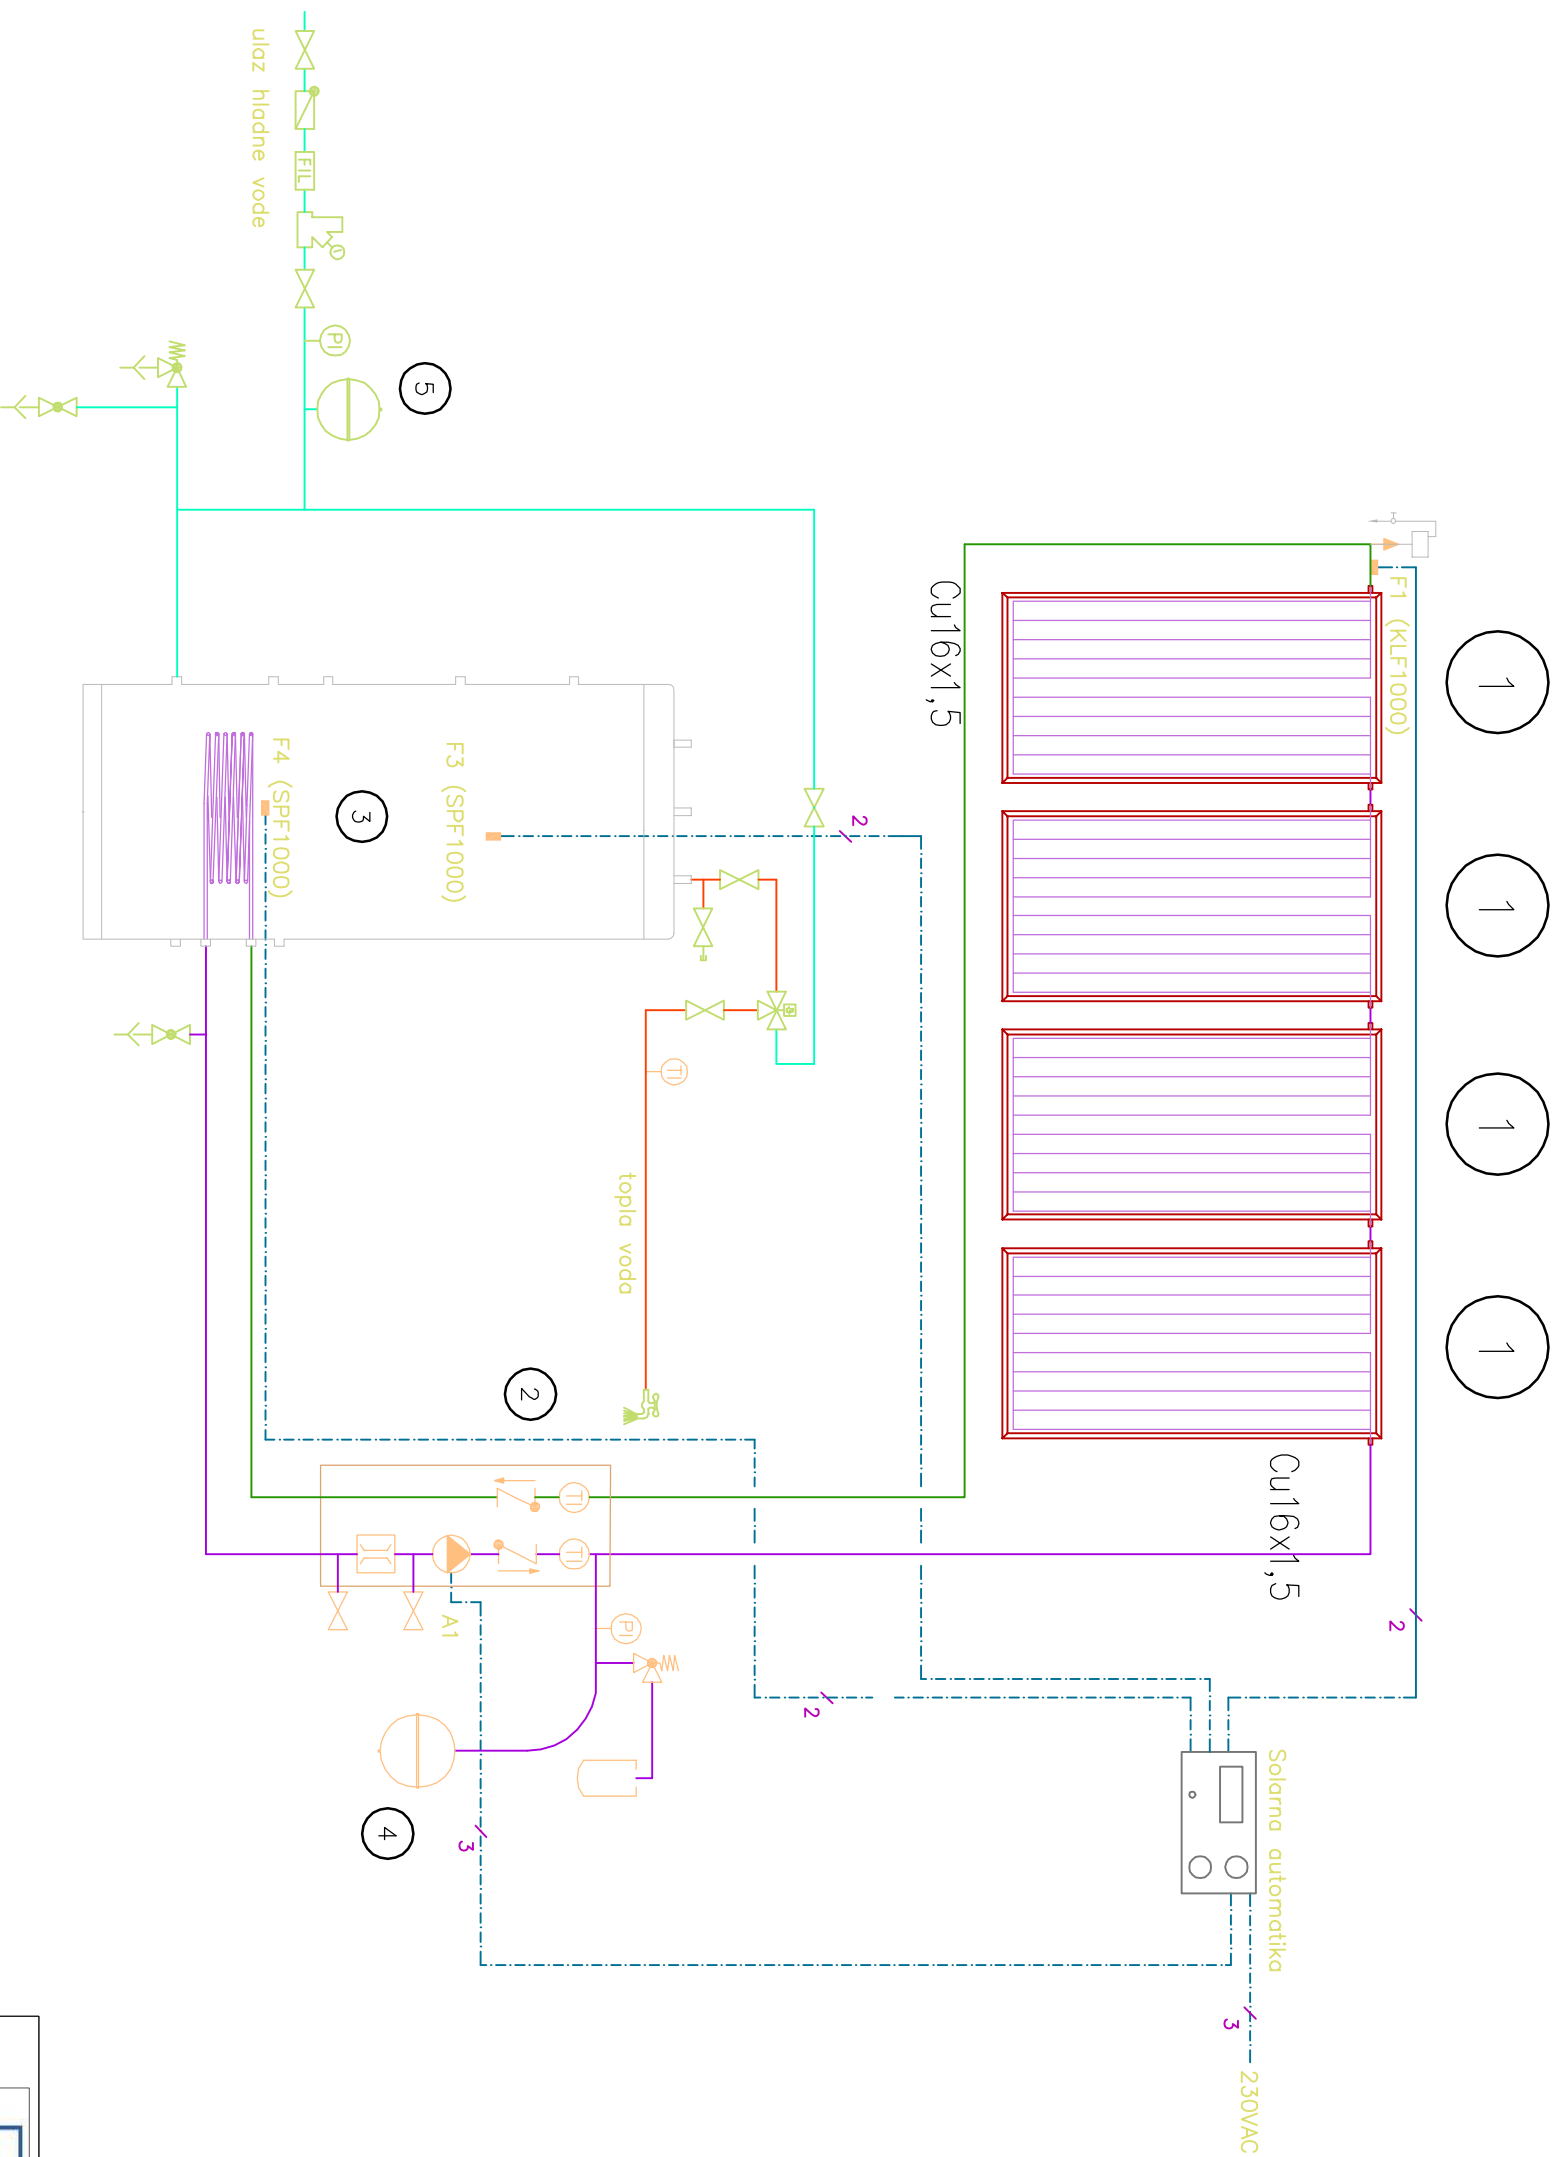 1
1
1
1
F1 (KLF1000)
Cu16x1,5
Cu16x1,5
2
Solarna automatika
3
230VAC
2
2
topla voda
TI
TI
TI
PI
A1
3
2
F3 (SPF1000)
F4 (SPF1000)
3
4
5
PI
FIL
ulaz hladne vode